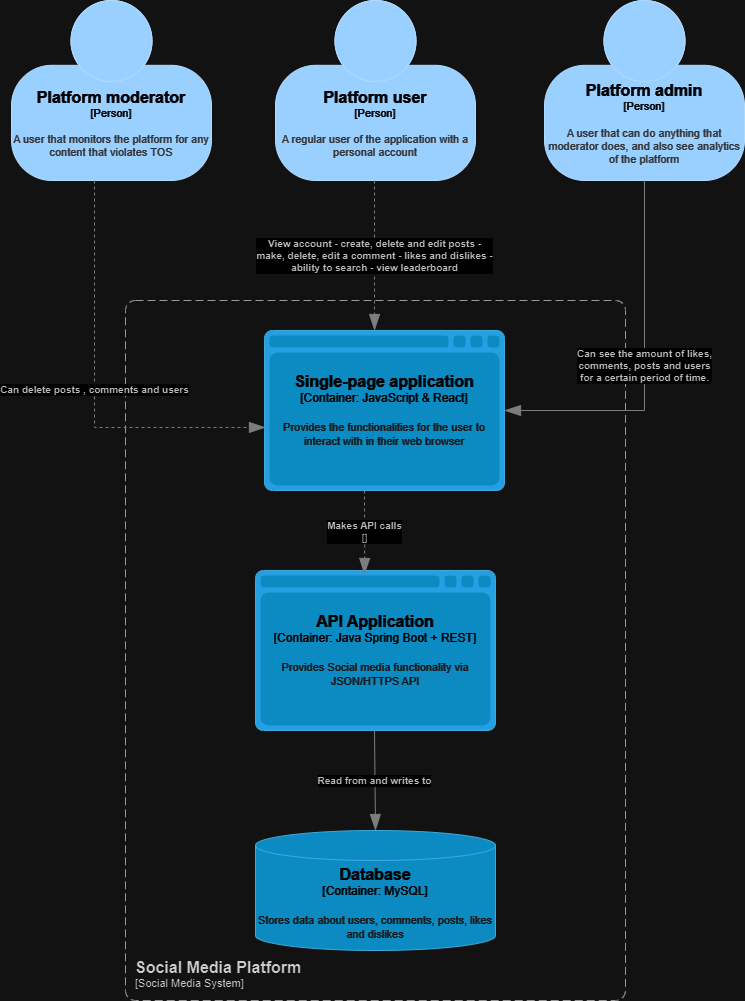 Platform moderator
[Person]
A user that monitors the platform for any
content that violates TOS
Platform user
[Person]
A regular user of the application with a
personal account
Platform admin
[Person]
A user that can do anything that
moderator does, and also see analytics
of the platform
View account - create, delete and edit posts -
make, delete, edit a comment - likes and dislikes -
ability to search - view leaderboard
Can see the amount of likes,
comments, posts and users
for a certain period of time.
Can delete posts , comments and users
Single-page application
[Container: JavaScript & React]
Provides the functionalities for the user to
interact with in their web browser
Makes API calls
[]
API Application
[Container: Java Spring Boot + REST]
Provides Social media functionality via
JSON/HTTPS API
Read from and writes to
Database
[Container: MySQL]
Stores data about users, comments, posts, likes
and dislikes
Social Media Platform
[Social Media System]